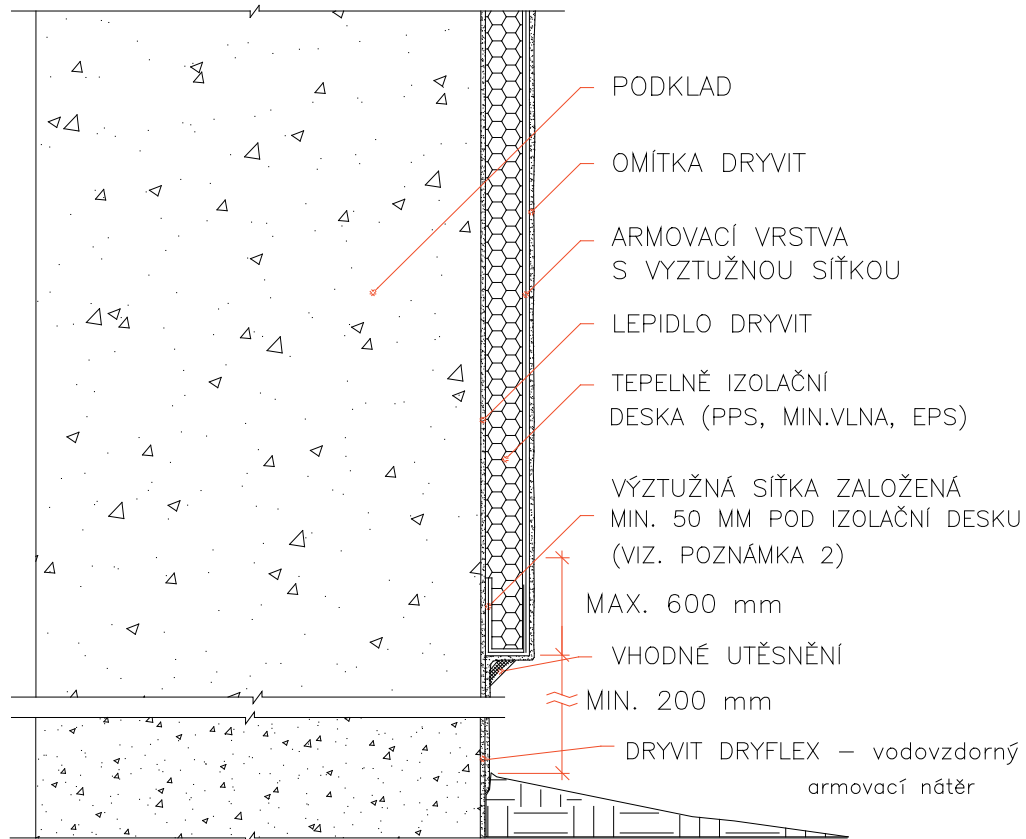 PODKLAD
OMÍTKA DRYVIT
ARMOVACÍ VRSTVA
S VYZTUŽNOU SÍŤKOU
LEPIDLO DRYVIT
TEPELNĚ IZOLAČNÍ
DESKA (PPS, MIN.VLNA, EPS)
VÝZTUŽNÁ SÍŤKA ZALOŽENÁ
MIN. 50 MM POD IZOLAČNÍ DESKU
(VIZ. POZNÁMKA 2)
MAX. 600 mm
VHODNÉ UTĚSNĚNÍ
MIN. 200 mm
DRYVIT DRYFLEX – vodovzdorný
armovací nátěr